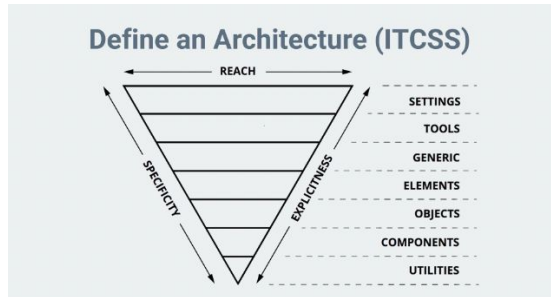 Define an Architecture (ITCSS)
REACH
SPECIFICITY
EXPLICITNESS
SETTINGS
TOOLS
GENERIC
ELEMENTS
OBJECTS
COMPONENTS
UTILITIES